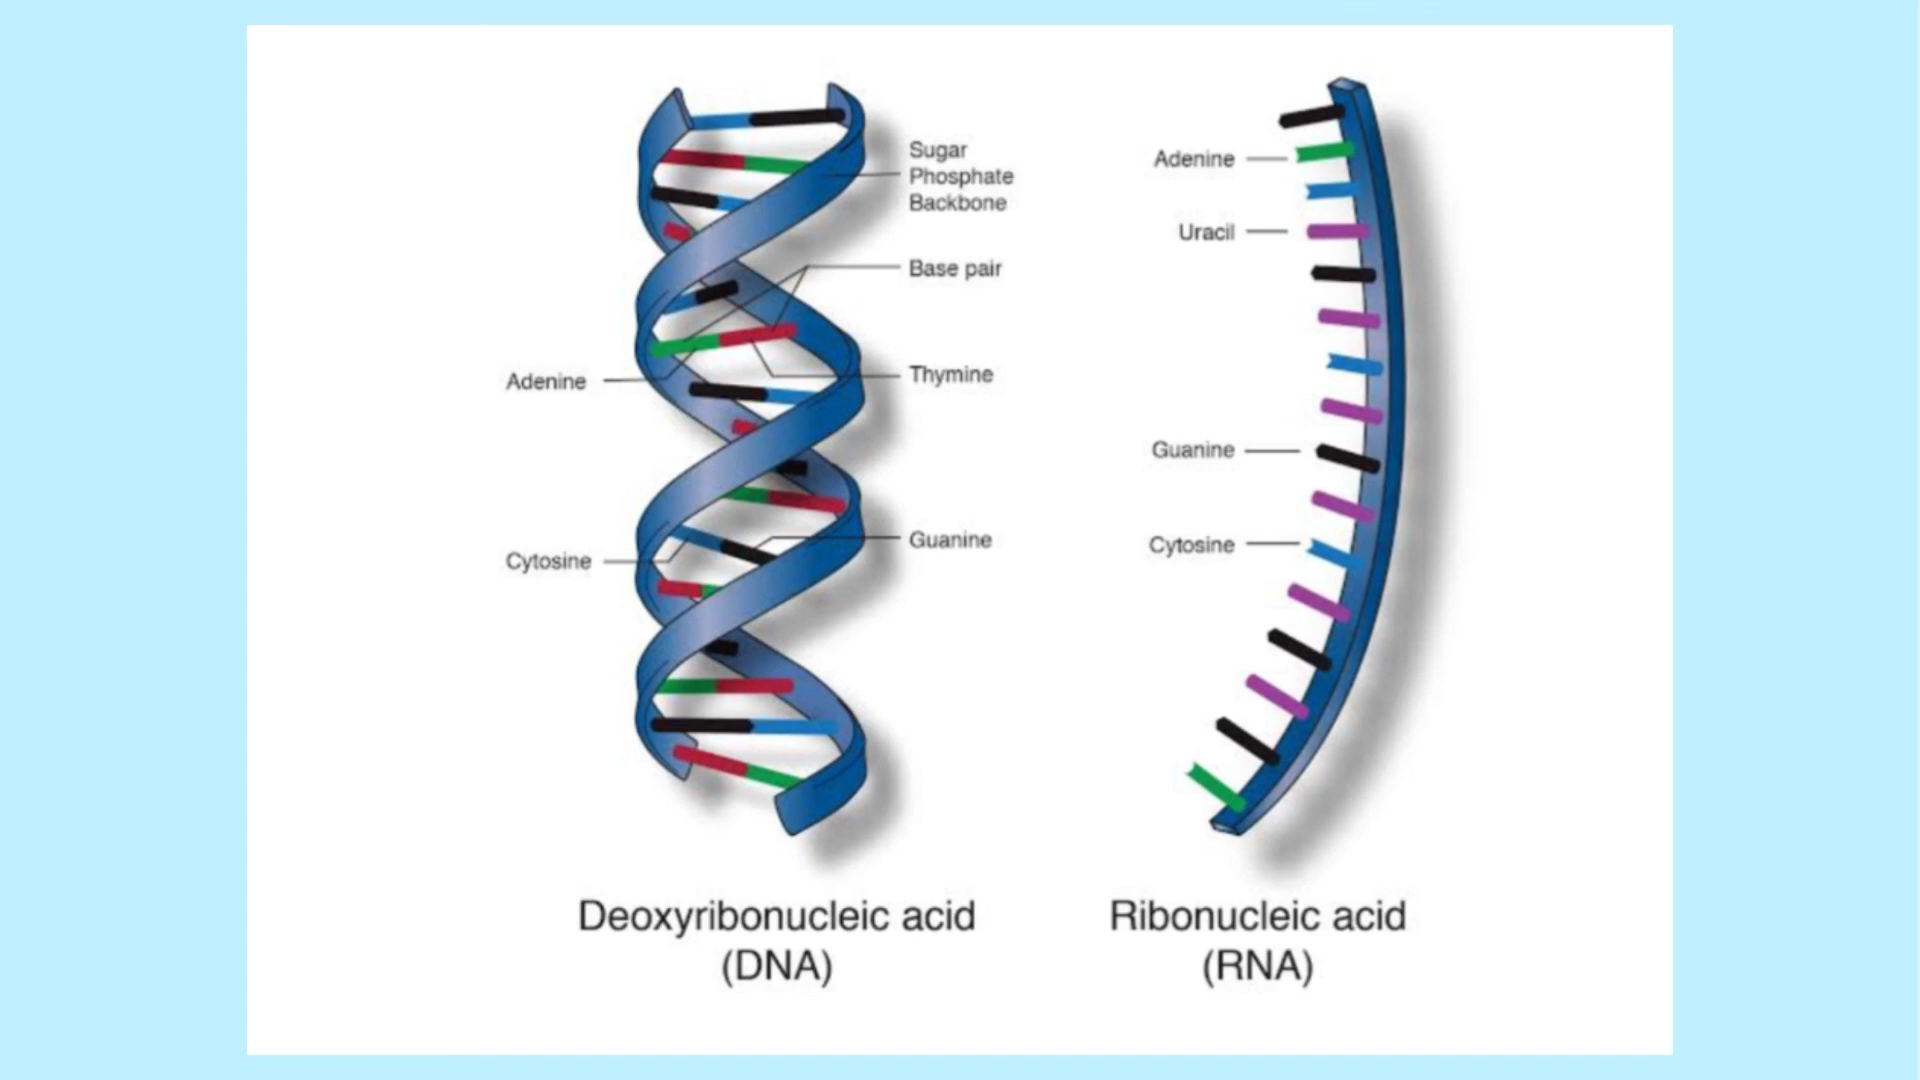 Sugar
Phosphate
Backbone
Base pair
Adenine
Thymine
Cytosine
Guanine
Deoxyribonucleic acid
(DNA)
Adenine
Uracil
Guanine
Cytosine
Ribonucleic acid
(RNA)